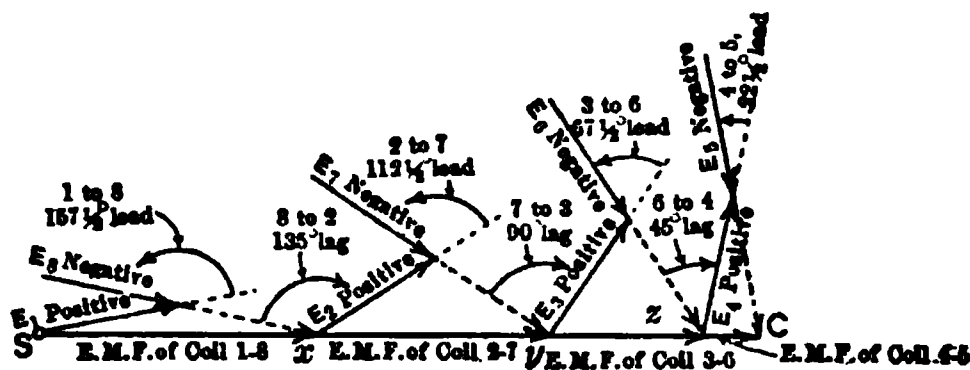 1 to 8
157½° lead
E8 Negative
E1 Positive
S
8 to 2
135° lag
2 to 7
112½° lead
E7 Negative
E2 Positive
7 to 3
90° lag
3 to 6
67½° lead
E6 Negative
E3 Positive
6 to 4
45° lag
4 to 5,
22½° lead
E5 Negative
E4 Positive
x
y
z
C
E.M.F. of Coil 1-8
E.M.F. of Coil 2-7
E.M.F. of Coil 3-6
E.M.F. of Coil 4-5